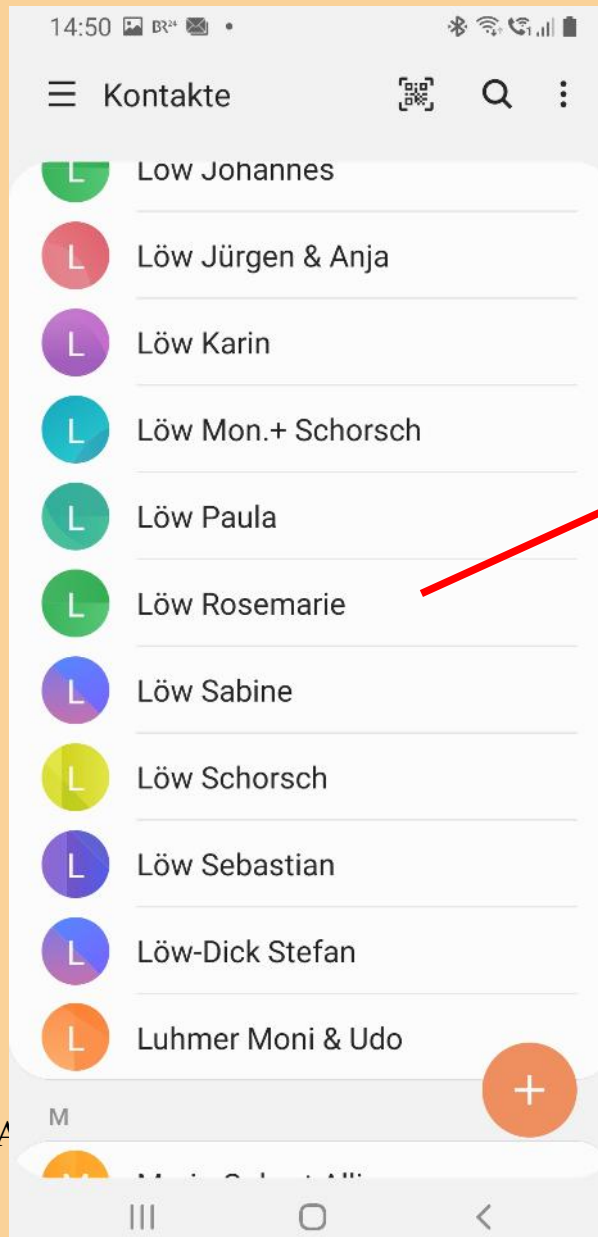 14:50 BR24
Kontakte
L Löw Johannes
L Löw Jürgen & Anja
L Löw Karin
L Löw Mon.+ Schorsch
L Löw Paula
L Löw Rosemarie
L Löw Sabine
L Löw Schorsch
L Löw Sebastian
L Löw-Dick Stefan
L Luhmer Moni & Udo
+
M
A